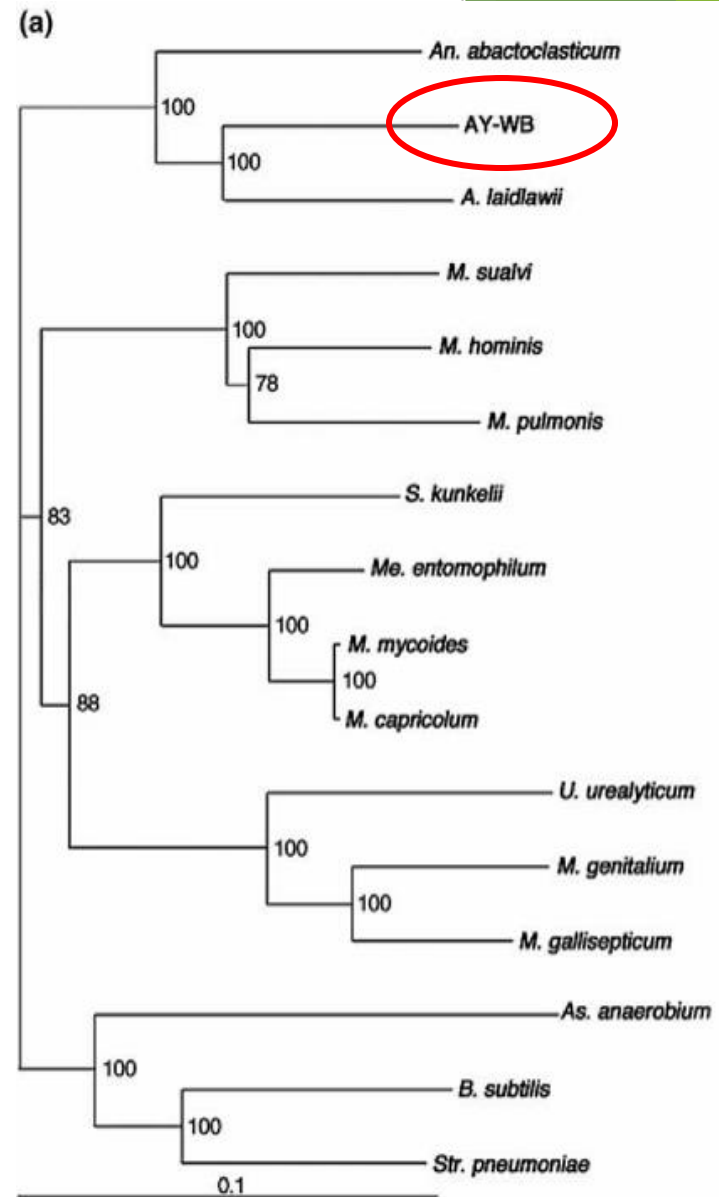 (a)
An. abactoclasticum
100
AY-WB
100
A. laidlawii
M. sualvi
100
M. hominis
78
M. pulmonis
S. kunkelii
83
100
Me. entomophilum
100
M. mycoides
100
88
M. capricolum
U. urealyticum
100
M. genitalium
100
M. gallisepticum
As. anaerobium
100
B. subtilis
100
Str. pneumoniae
0.1